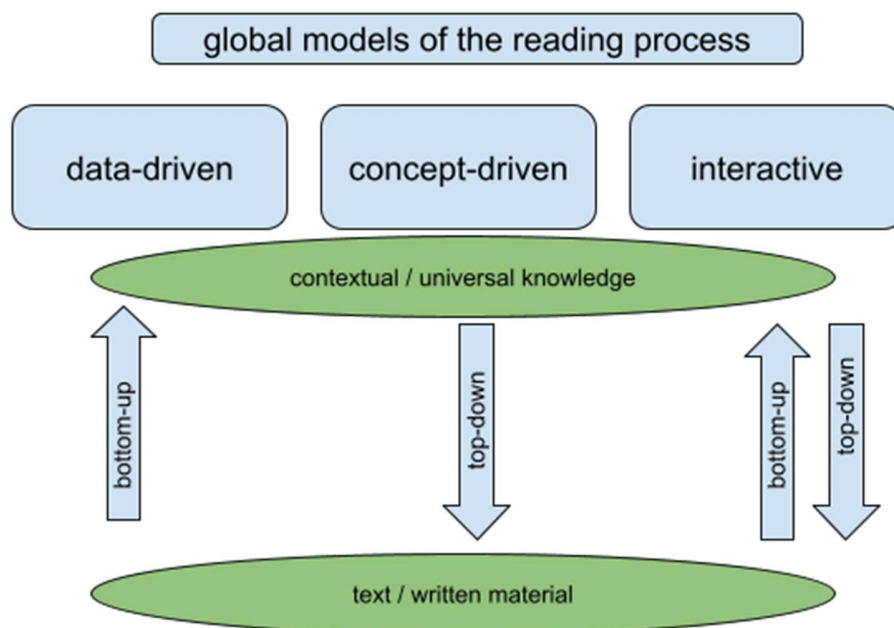 global models of the reading process
data-driven
concept-driven
interactive
contextual / universal knowledge
bottom-up
top-down
bottom-up
top-down
text / written material